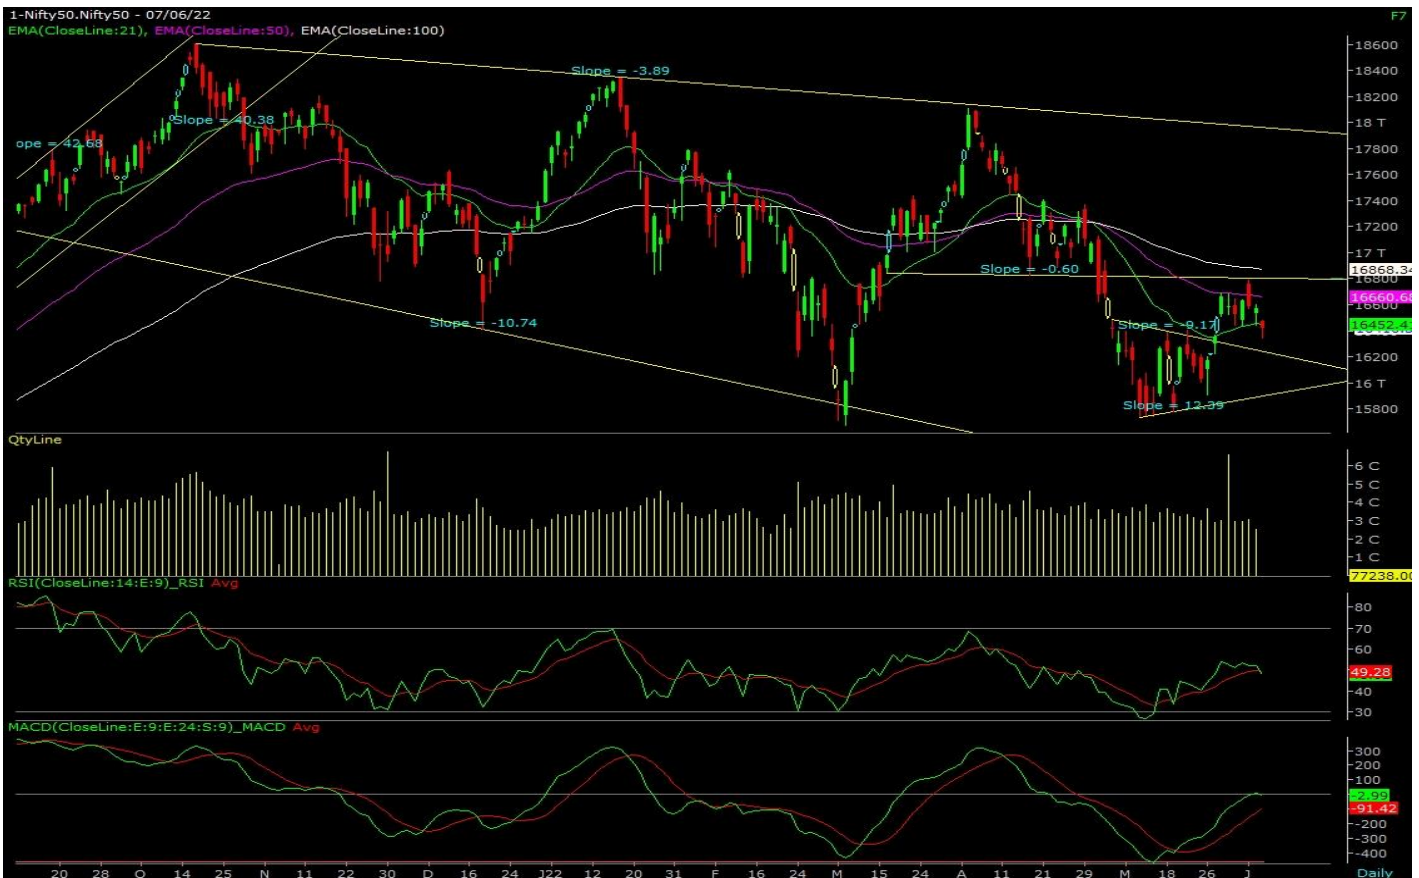 1-Nifty50.Nifty50 - 07/06/22
F7
EMA(CloseLine:21), EMA(CloseLine:50), EMA(CloseLine:100)
18600
Slope = -3.89
18400
18200
Slope = 40.38
18 T
ope = 42.68
17800
17600
17400
17200
17 T
Slope = -0.60
16868.34
16800
16660.68
16600
Slope = -10.74
Slope = -9.17
16452.41
16200
16 T
Slope = 12.39
15800
QtyLine
6 C
5 C
4 C
3 C
2 C
1 C
77238.00
RSI(CloseLine:14:E:9)_RSI Avg
80
70
60
49.28
40
30
MACD(CloseLine:E:9:E:24:S:9)_MACD Avg
300
200
100
-2.99
-91.42
-200
-300
-400
20 28 O 14 25 N 11 22 30 D 16 24 J22 12 20 31 F 16 24 M 15 24 A 11 21 29 M 18 26 J Daily